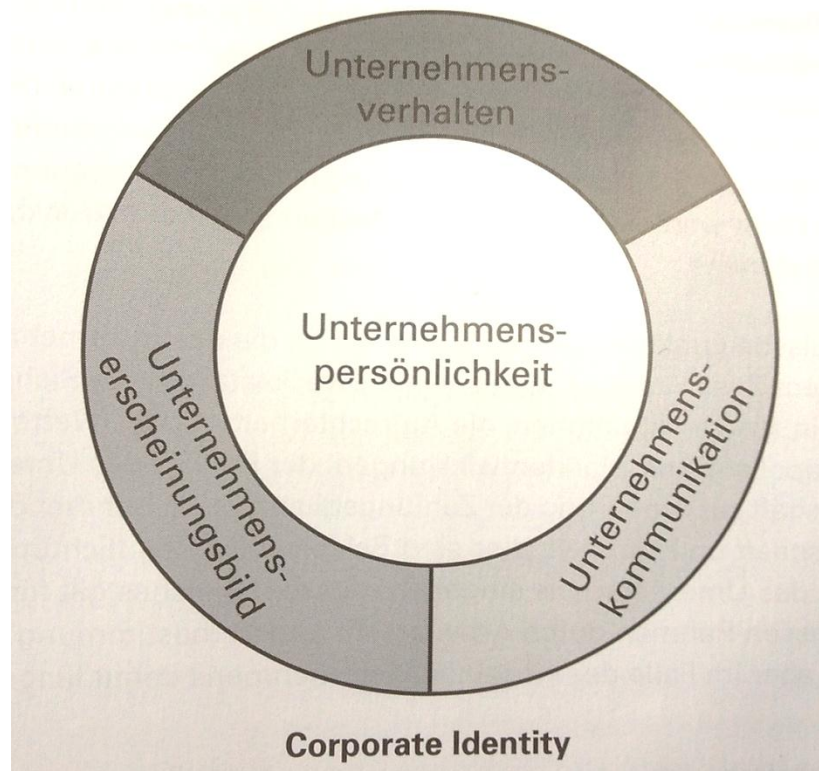 Unternehmens-
verhalten
Unternehmens-
persönlichkeit
Unternehmens-
erscheinungsbild
Unternehmens-
kommunikation
Corporate Identity